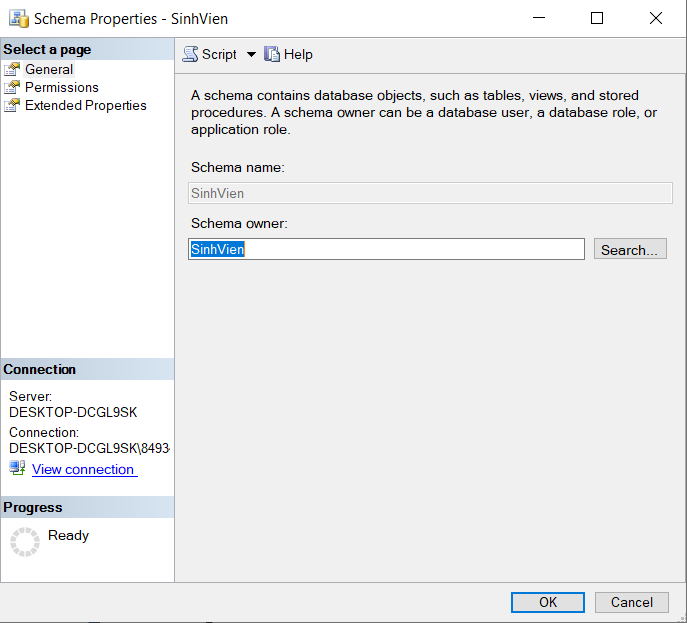 Schema Properties - SinhVien
Select a page
General
Permissions
Extended Properties
Script
Help
A schema contains database objects, such as tables, views, and stored
procedures. A schema owner can be a database user, a database role, or
application role.
Schema name:
SinhVien
Schema owner:
SinhVien
Search...
Connection
Server:
DESKTOP-DCGL9SK
Connection:
DESKTOP-DCGL9SK\8493
View connection
Progress
Ready
OK
Cancel